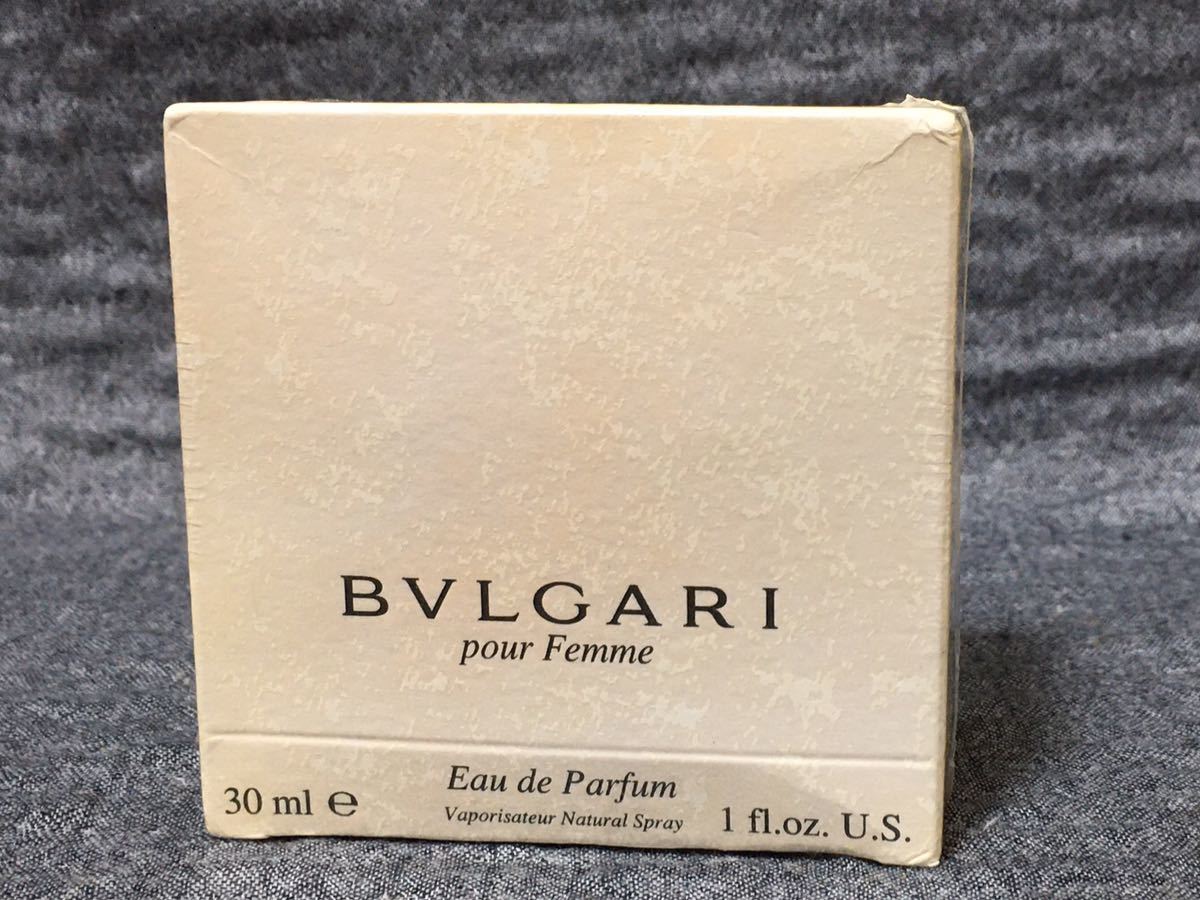 BVLGARI
pour Femme
Eau de Parfum
30 ml ℮ Vaporisateur Natural Spray 1 fl.oz. U.S.